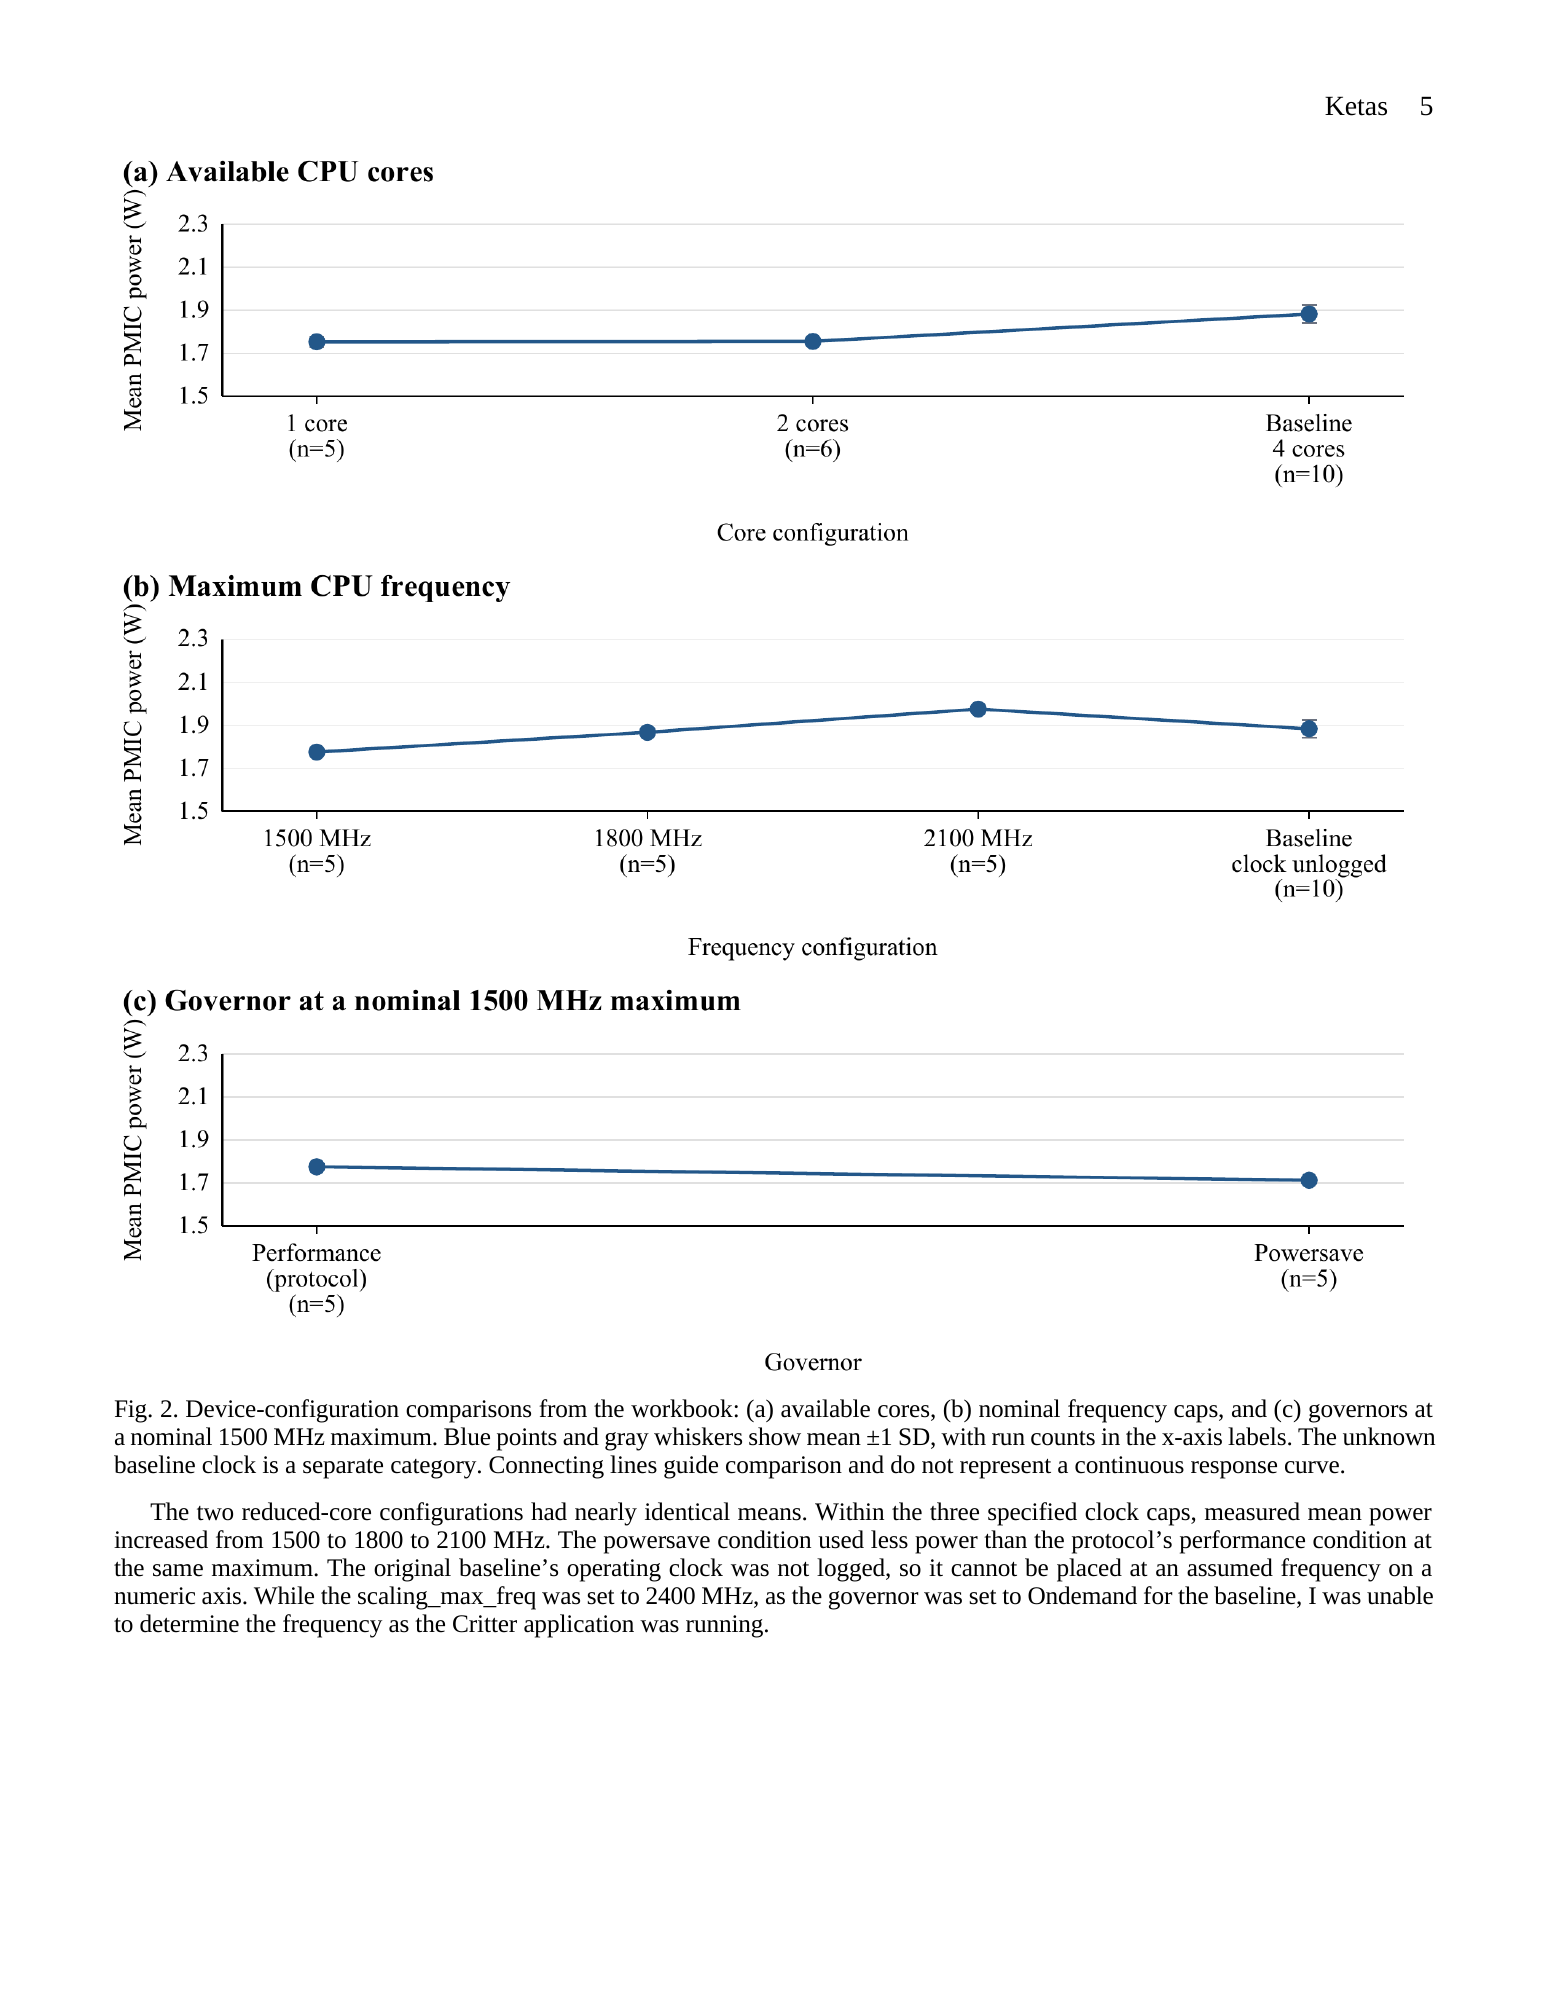 Ketas 5
(a) Available CPU cores
Mean PMIC power (W)
2.3
2.1
1.9
1.7
1.5
1 core
(n=5)
2 cores
(n=6)
Baseline
4 cores
(n=10)
Core configuration
(b) Maximum CPU frequency
Mean PMIC power (W)
2.3
2.1
1.9
1.7
1.5
1500 MHz
(n=5)
1800 MHz
(n=5)
2100 MHz
(n=5)
Baseline
clock unlogged
(n=10)
Frequency configuration
(c) Governor at a nominal 1500 MHz maximum
Mean PMIC power (W)
2.3
2.1
1.9
1.7
1.5
Performance
(protocol)
(n=5)
Powersave
(n=5)
Governor
Fig. 2. Device-configuration comparisons from the workbook: (a) available cores, (b) nominal frequency caps, and (c) governors at
a nominal 1500 MHz maximum. Blue points and gray whiskers show mean ±1 SD, with run counts in the x-axis labels. The unknown
baseline clock is a separate category. Connecting lines guide comparison and do not represent a continuous response curve.
The two reduced-core configurations had nearly identical means. Within the three specified clock caps, measured mean power
increased from 1500 to 1800 to 2100 MHz. The powersave condition used less power than the protocol’s performance condition at
the same maximum. The original baseline’s operating clock was not logged, so it cannot be placed at an assumed frequency on a
numeric axis. While the scaling_max_freq was set to 2400 MHz, as the governor was set to Ondemand for the baseline, I was unable
to determine the frequency as the Critter application was running.